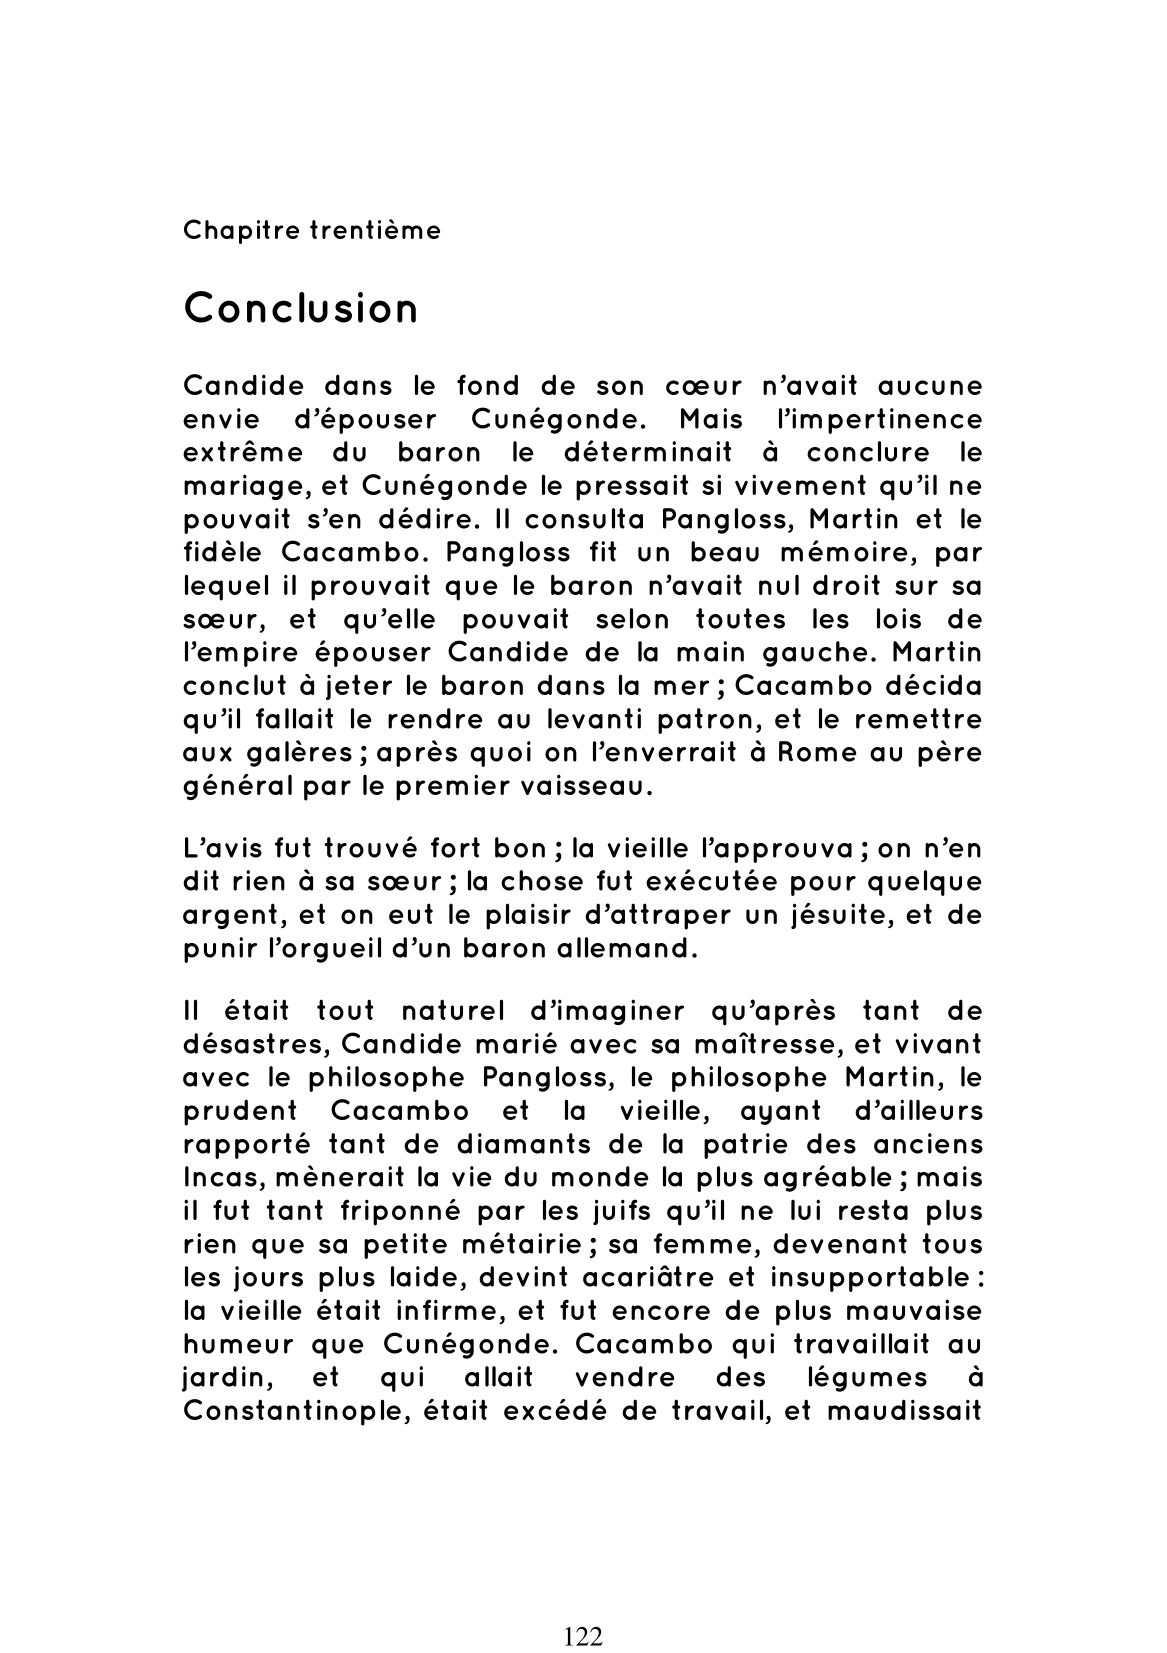 Chapitre trentième
Conclusion
Candide dans le fond de son cœur n’avait aucune
envie d’épouser Cunégonde. Mais l’impertinence
extrême du baron le déterminait à conclure le
mariage, et Cunégonde le pressait si vivement qu’il ne
pouvait s’en dédire. Il consulta Pangloss, Martin et le
fidèle Cacambo. Pangloss fit un beau mémoire, par
lequel il prouvait que le baron n’avait nul droit sur sa
sœur, et qu’elle pouvait selon toutes les lois de
l’empire épouser Candide de la main gauche. Martin
conclut à jeter le baron dans la mer ; Cacambo décida
qu’il fallait le rendre au levanti patron, et le remettre
aux galères ; après quoi on l’enverrait à Rome au père
général par le premier vaisseau.
L’avis fut trouvé fort bon ; la vieille l’approuva ; on n’en
dit rien à sa sœur ; la chose fut exécutée pour quelque
argent, et on eut le plaisir d’attraper un jésuite, et de
punir l’orgueil d’un baron allemand.
Il était tout naturel d’imaginer qu’après tant de
désastres, Candide marié avec sa maîtresse, et vivant
avec le philosophe Pangloss, le philosophe Martin, le
prudent Cacambo et la vieille, ayant d’ailleurs
rapporté tant de diamants de la patrie des anciens
Incas, mènerait la vie du monde la plus agréable ; mais
il fut tant friponné par les juifs qu’il ne lui resta plus
rien que sa petite métairie ; sa femme, devenant tous
les jours plus laide, devint acariâtre et insupportable :
la vieille était infirme, et fut encore de plus mauvaise
humeur que Cunégonde. Cacambo qui travaillait au
jardin, et qui allait vendre des légumes à
Constantinople, était excédé de travail, et maudissait
122